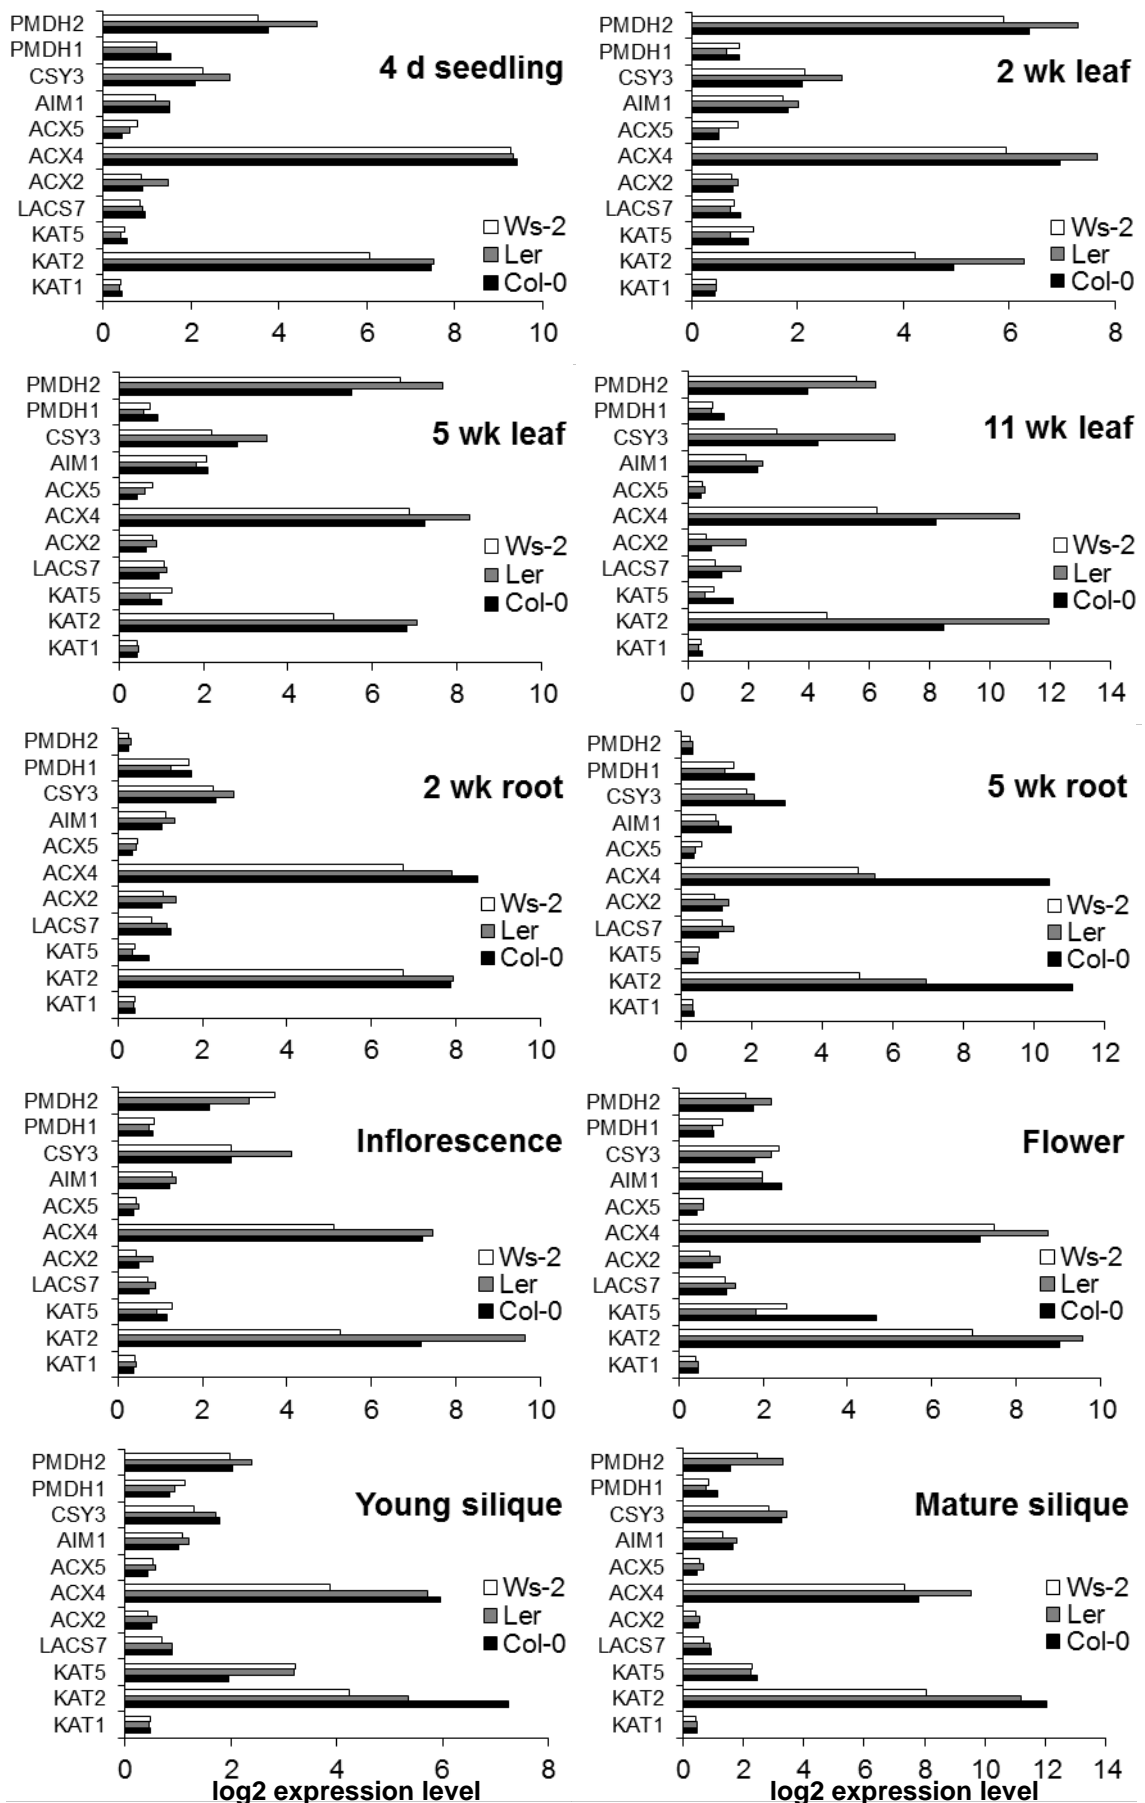 4 d seedling
PMDH2
PMDH1
CSY3
AIM1
ACX5
ACX4
ACX2
LACS7
KAT5
KAT2
KAT1
Ws-2
Ler
Col-0
0 2 4 6 8 10
2 wk leaf
PMDH2
PMDH1
CSY3
AIM1
ACX5
ACX4
ACX2
LACS7
KAT5
KAT2
KAT1
Ws-2
Ler
Col-0
0 2 4 6 8
5 wk leaf
PMDH2
PMDH1
CSY3
AIM1
ACX5
ACX4
ACX2
LACS7
KAT5
KAT2
KAT1
Ws-2
Ler
Col-0
0 2 4 6 8 10
11 wk leaf
PMDH2
PMDH1
CSY3
AIM1
ACX5
ACX4
ACX2
LACS7
KAT5
KAT2
KAT1
Ws-2
Ler
Col-0
0 2 4 6 8 10 12 14
2 wk root
PMDH2
PMDH1
CSY3
AIM1
ACX5
ACX4
ACX2
LACS7
KAT5
KAT2
KAT1
Ws-2
Ler
Col-0
0 2 4 6 8 10
5 wk root
PMDH2
PMDH1
CSY3
AIM1
ACX5
ACX4
ACX2
LACS7
KAT5
KAT2
KAT1
Ws-2
Ler
Col-0
0 2 4 6 8 10 12
Inflorescence
PMDH2
PMDH1
CSY3
AIM1
ACX5
ACX4
ACX2
LACS7
KAT5
KAT2
KAT1
Ws-2
Ler
Col-0
0 2 4 6 8 10
Flower
PMDH2
PMDH1
CSY3
AIM1
ACX5
ACX4
ACX2
LACS7
KAT5
KAT2
KAT1
Ws-2
Ler
Col-0
0 2 4 6 8 10
Young silique
PMDH2
PMDH1
CSY3
AIM1
ACX5
ACX4
ACX2
LACS7
KAT5
KAT2
KAT1
Ws-2
Ler
Col-0
0 2 4 6 8
log2 expression level
Mature silique
PMDH2
PMDH1
CSY3
AIM1
ACX5
ACX4
ACX2
LACS7
KAT5
KAT2
KAT1
Ws-2
Ler
Col-0
0 2 4 6 8 10 12 14
log2 expression level